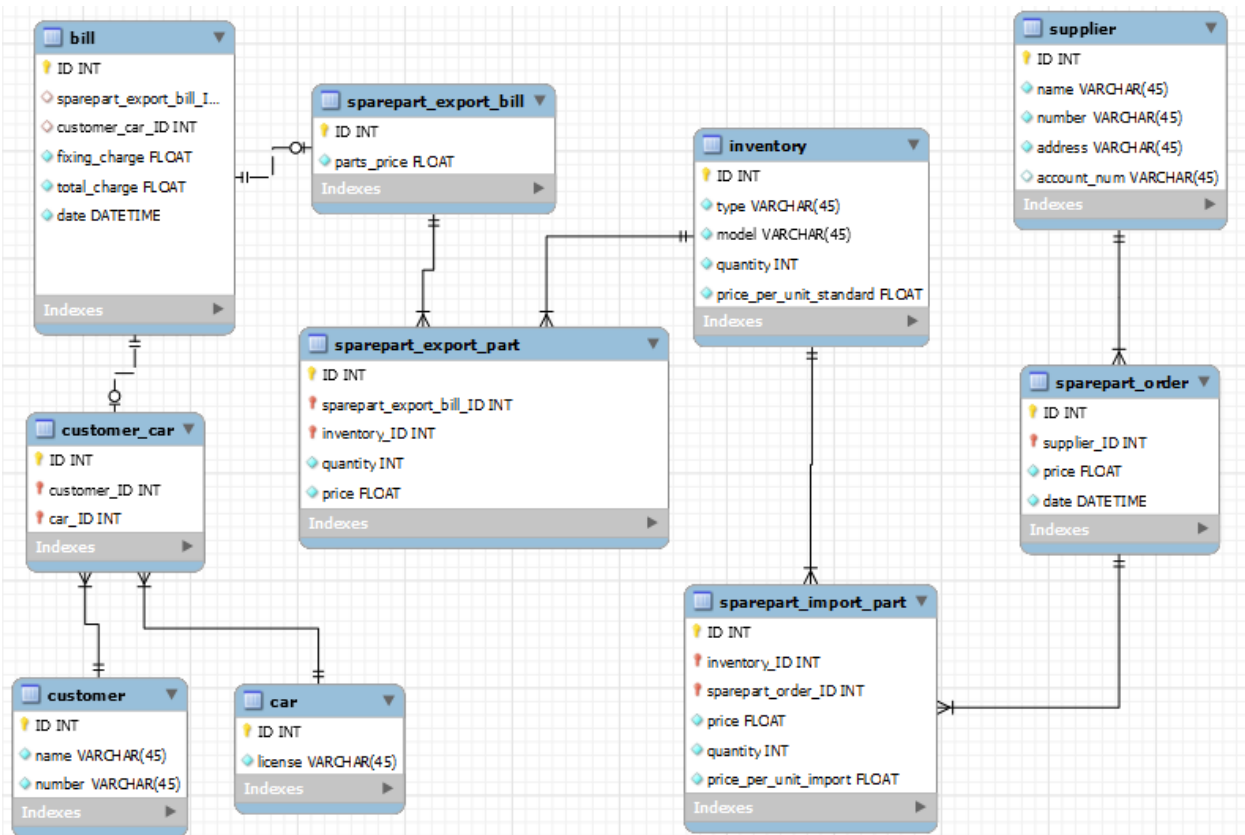 bill
ID INT
sparepart_export_bill_I...
customer_car_ID INT
fixing_charge FLOAT
total_charge FLOAT
date DATETIME
Indexes
sparepart_export_bill
ID INT
parts_price FLOAT
Indexes
inventory
ID INT
type VARCHAR(45)
model VARCHAR(45)
quantity INT
price_per_unit_standard FLOAT
Indexes
supplier
ID INT
name VARCHAR(45)
number VARCHAR(45)
address VARCHAR(45)
account_num VARCHAR(45)
Indexes
sparepart_export_part
ID INT
sparepart_export_bill_ID INT
inventory_ID INT
quantity INT
price FLOAT
Indexes
sparepart_order
ID INT
supplier_ID INT
price FLOAT
date DATETIME
Indexes
customer_car
ID INT
customer_ID INT
car_ID INT
Indexes
sparepart_import_part
ID INT
inventory_ID INT
sparepart_order_ID INT
price FLOAT
quantity INT
price_per_unit_import FLOAT
Indexes
customer
ID INT
name VARCHAR(45)
number VARCHAR(45)
Indexes
car
ID INT
license VARCHAR(45)
Indexes